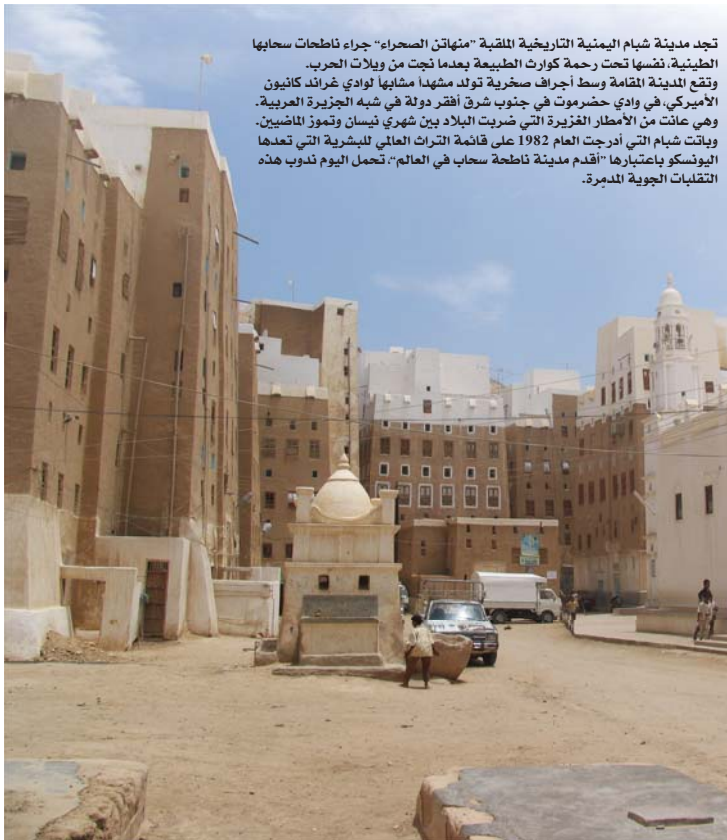 تجد مدينة شبام اليمنية التاريخية الملقبة "منهاتن الصحراء" جراء ناطحات سحابها
الطينية، نفسها تحت رحمة كوارث الطبيعة بعدما نجت من ويلات الحرب.
وتقع المدينة المقامة وسط أجراف صخرية تولد مشهداً مشابهاً لوادي غراند كانيون
الأميركي، في وادي حضرموت في جنوب شرق أفقر دولة في شبه الجزيرة العربية.
وهي عانت من الأمطار الغزيرة التي ضربت البلاد بين شهري نيسان وتموز الماضيين.
وباتت شبام التي أدرجت العام 1982 على قائمة التراث العالمي للبشرية التي تعدها
اليونسكو باعتبارها "أقدم مدينة ناطحة سحاب في العالم"، تحمل اليوم ندوب هذه
التقلبات الجوية المدمّرة.